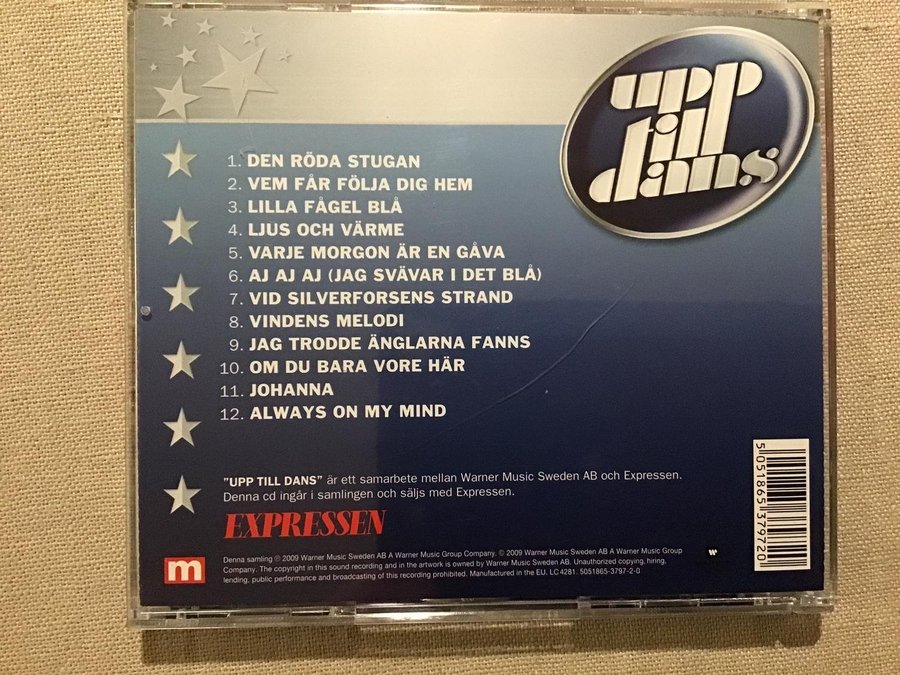 upp
till
dans
1. DEN RÖDA STUGAN
2. VEM FÅR FÖLJA DIG HEM
3. LILLA FÅGEL BLÅ
4. LJUS OCH VÄRME
5. VARJE MORGON ÄR EN GÅVA
6. AJ AJ AJ (JAG SVÄVAR I DET BLÅ)
7. VID SILVERFORSENS STRAND
8. VINDENS MELODI
9. JAG TRODDE ÄNGLARNA FANNS
10. OM DU BARA VORE HÄR
11. JOHANNA
12. ALWAYS ON MY MIND
5051865 379720
"UPP TILL DANS" är ett samarbete mellan Warner Music Sweden AB och Expressen.
Denna cd ingår i samlingen och säljs med Expressen.
EXPRESSEN
m
Denna samling ℗ 2009 Warner Music Sweden AB A Warner Music Group Company. © 2009 Warner Music Sweden AB A Warner Music Group
Company. The copyright in this sound recording and in the artwork is owned by Warner Music Sweden AB. Unauthorized copying, hiring,
lending, public performance and broadcasting of this recording prohibited. Manufactured in the EU. LC 4281. 5051865-3797-2-0